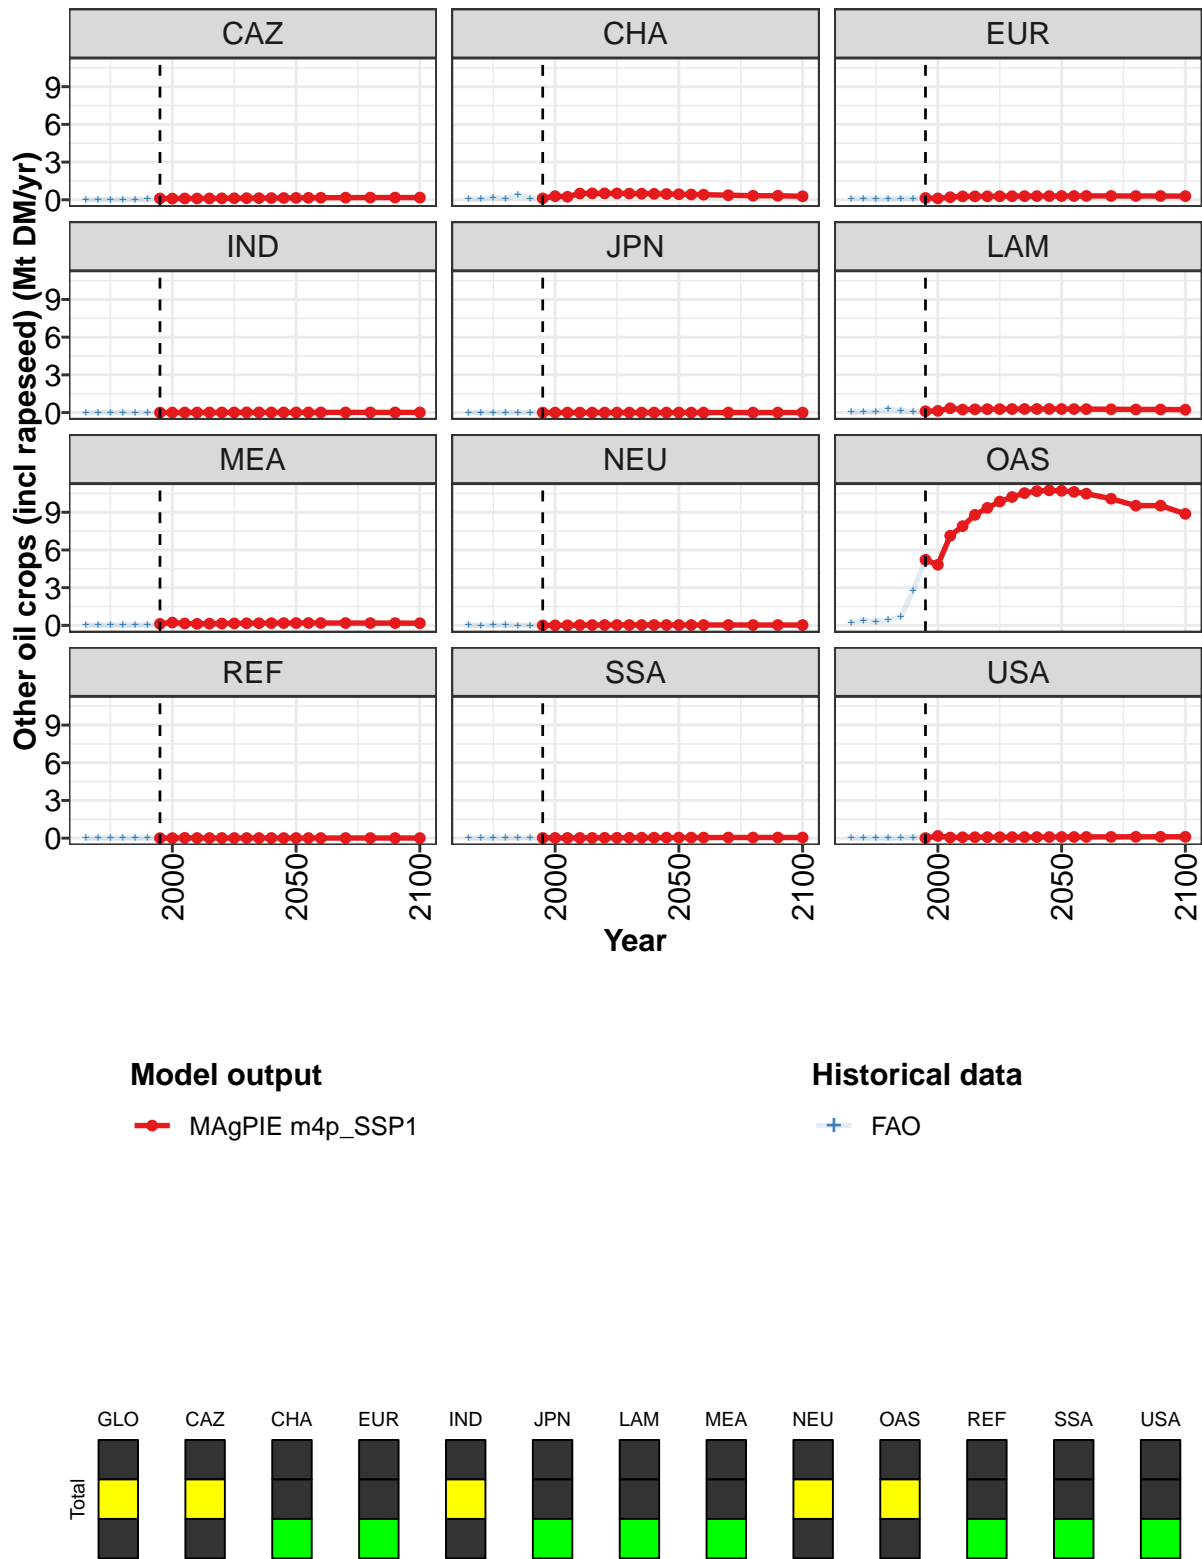 CAZ CHA EUR
9
6
3
0
IND JPN LAM
9
6
3
0
MEA NEU OAS
9
6
3
0
REF SSA USA
9
6
3
0
Other oil crops (incl rapeseed) (Mt DM/yr)
2000 2050 2100 2000 2050 2100 2000 2050 2100
Year
Model output Historical data
MAgPIE m4p_SSP1 FAO
GLO CAZ CHA EUR IND JPN LAM MEA NEU OAS REF SSA USA
Total